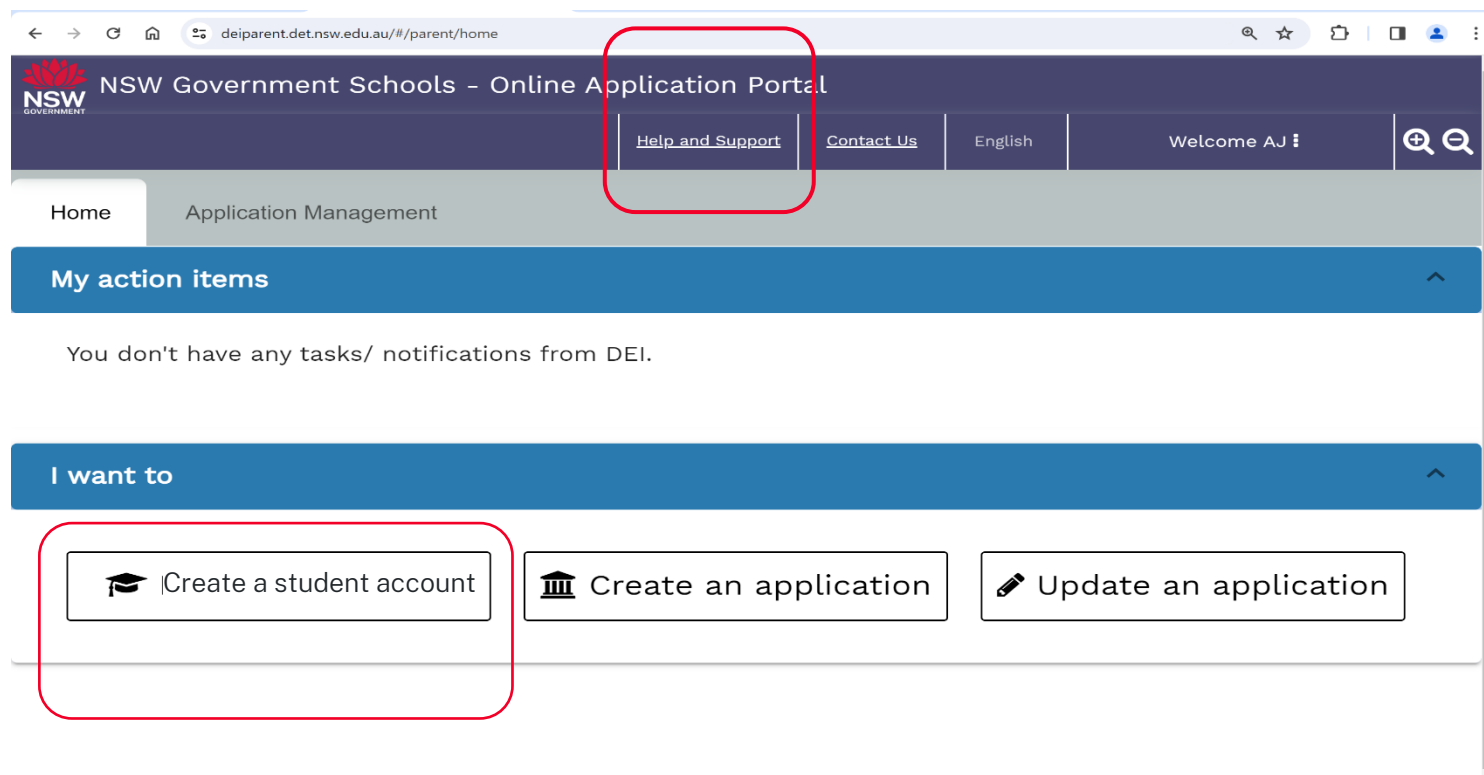 deiparent.det.nsw.edu.au/#/parent/home
NSW GOVERNMENT
NSW Government Schools - Online Application Portal
Help and Support Contact Us English Welcome AJ
Home Application Management
My action items
You don't have any tasks/ notifications from DEI.
I want to
Create a student account Create an application Update an application